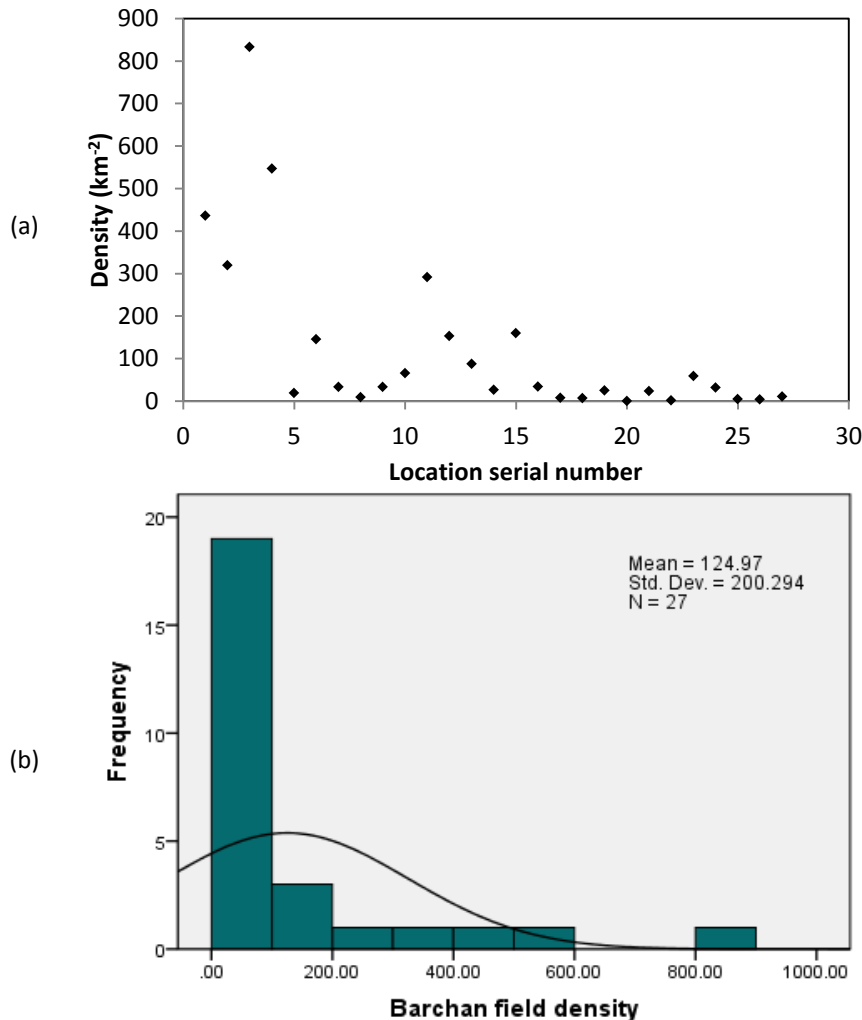 (a)
Density (km-2)
900
800
700
600
500
400
300
200
100
0
0 5 10 15 20 25 30
Location serial number
(b)
Frequency
20
15
10
5
0
Mean = 124.97
Std. Dev. = 200.294
N = 27
.00 200.00 400.00 600.00 800.00 1000.00
Barchan field density